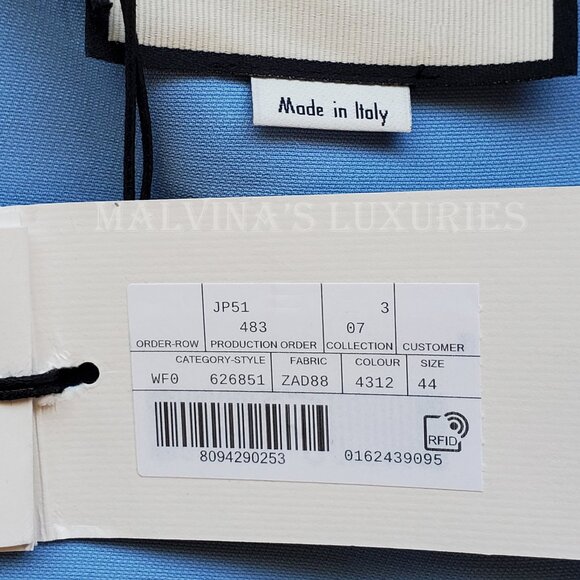 Made in Italy
MALVINA'S LUXURIES
JP51 3
483 07
ORDER-ROW PRODUCTION ORDER COLLECTION CUSTOMER
CATEGORY-STYLE FABRIC COLOUR SIZE
WF0 626851 ZAD88 4312 44
RFID
8094290253 0162439095